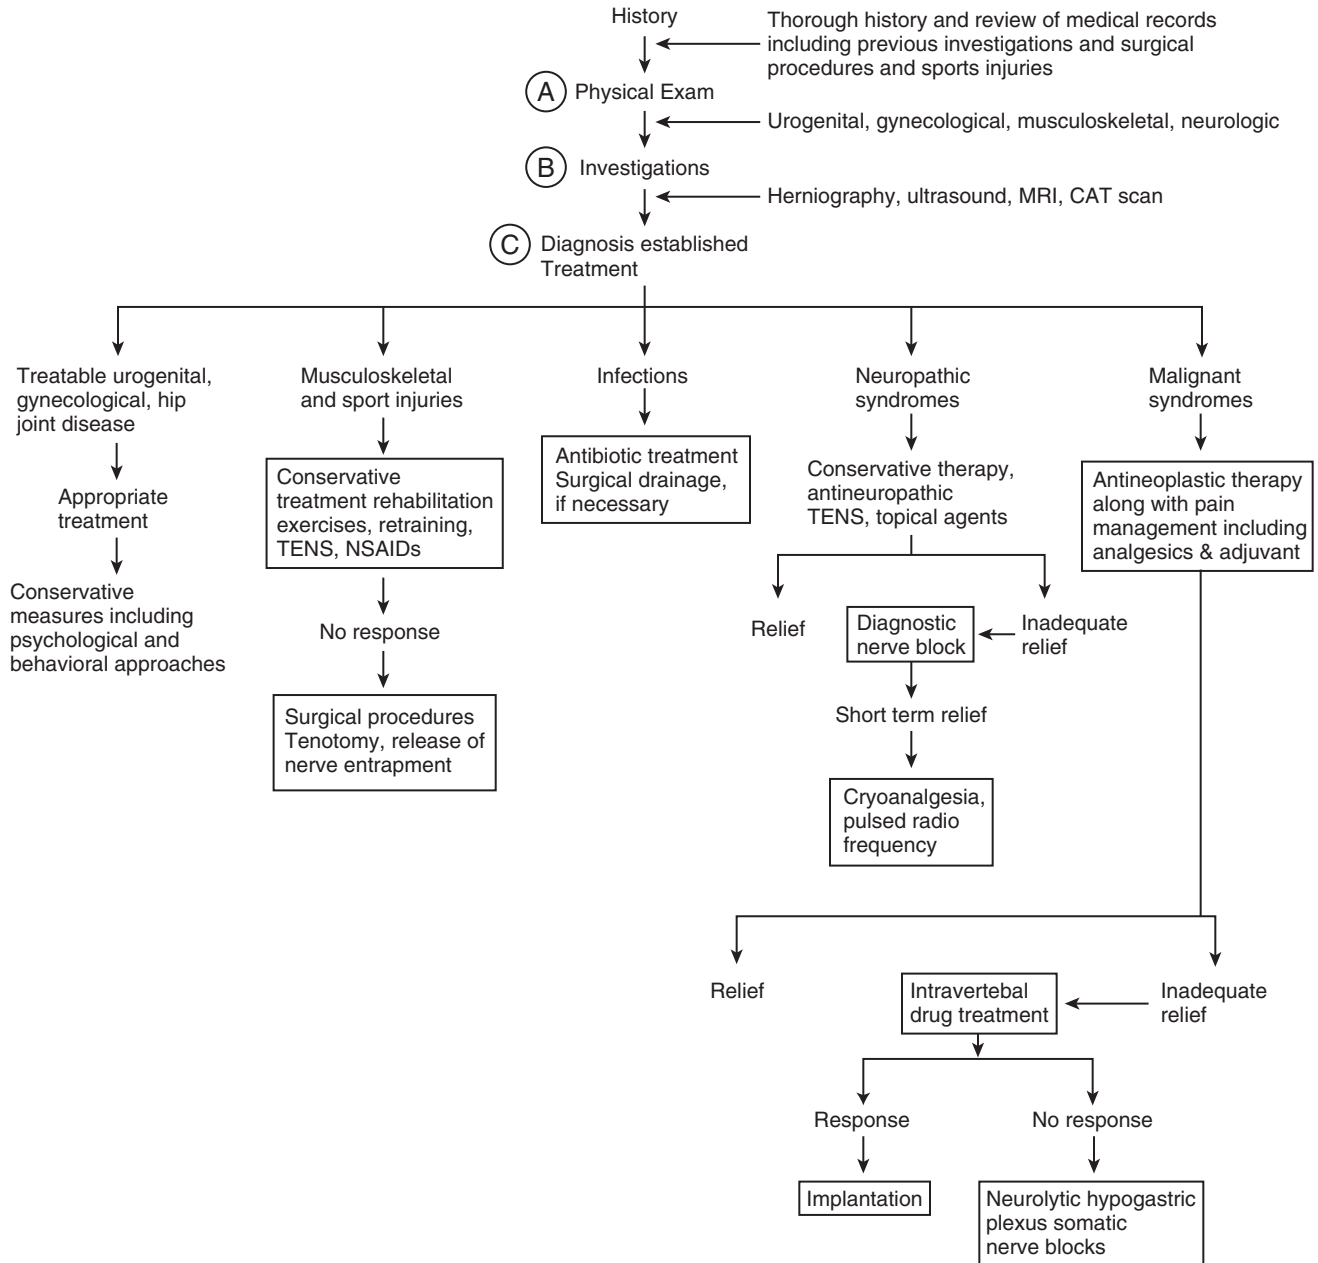 History
Thorough history and review of medical records
including previous investigations and surgical
procedures and sports injuries
A Physical Exam
Urogenital, gynecological, musculoskeletal, neurologic
B Investigations
Herniography, ultrasound, MRI, CAT scan
C Diagnosis established
Treatment
Treatable urogenital,
gynecological, hip
joint disease
Appropriate
treatment
Conservative
measures including
psychological and
behavioral approaches
Musculoskeletal
and sport injuries
Conservative
treatment rehabilitation
exercises, retraining,
TENS, NSAIDs
No response
Surgical procedures
Tenotomy, release of
nerve entrapment
Infections
Antibiotic treatment
Surgical drainage,
if necessary
Neuropathic
syndromes
Conservative therapy,
antineuropathic
TENS, topical agents
Relief
Inadequate
relief
Diagnostic
nerve block
Short term relief
Cryoanalgesia,
pulsed radio
frequency
Malignant
syndromes
Antineoplastic therapy
along with pain
management including
analgesics & adjuvant
Relief
Inadequate
relief
Intravertebal
drug treatment
Response
Implantation
No response
Neurolytic hypogastric
plexus somatic
nerve blocks